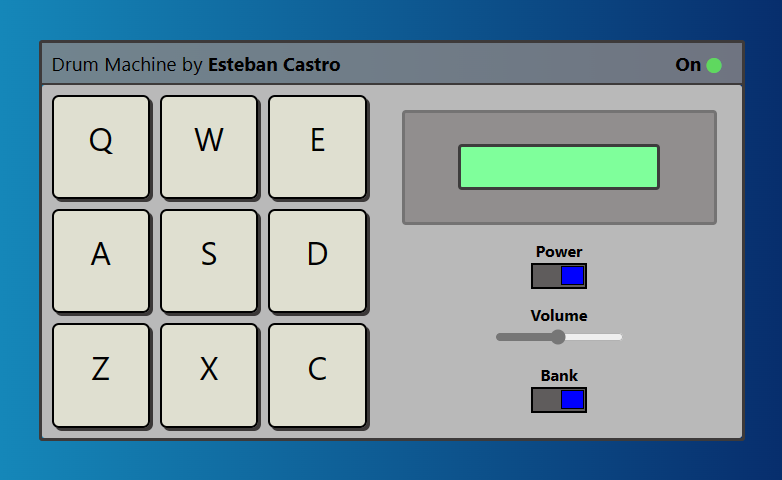 Drum Machine by Esteban Castro
On
Q W E
A S D
Z X C
Power
Volume
Bank